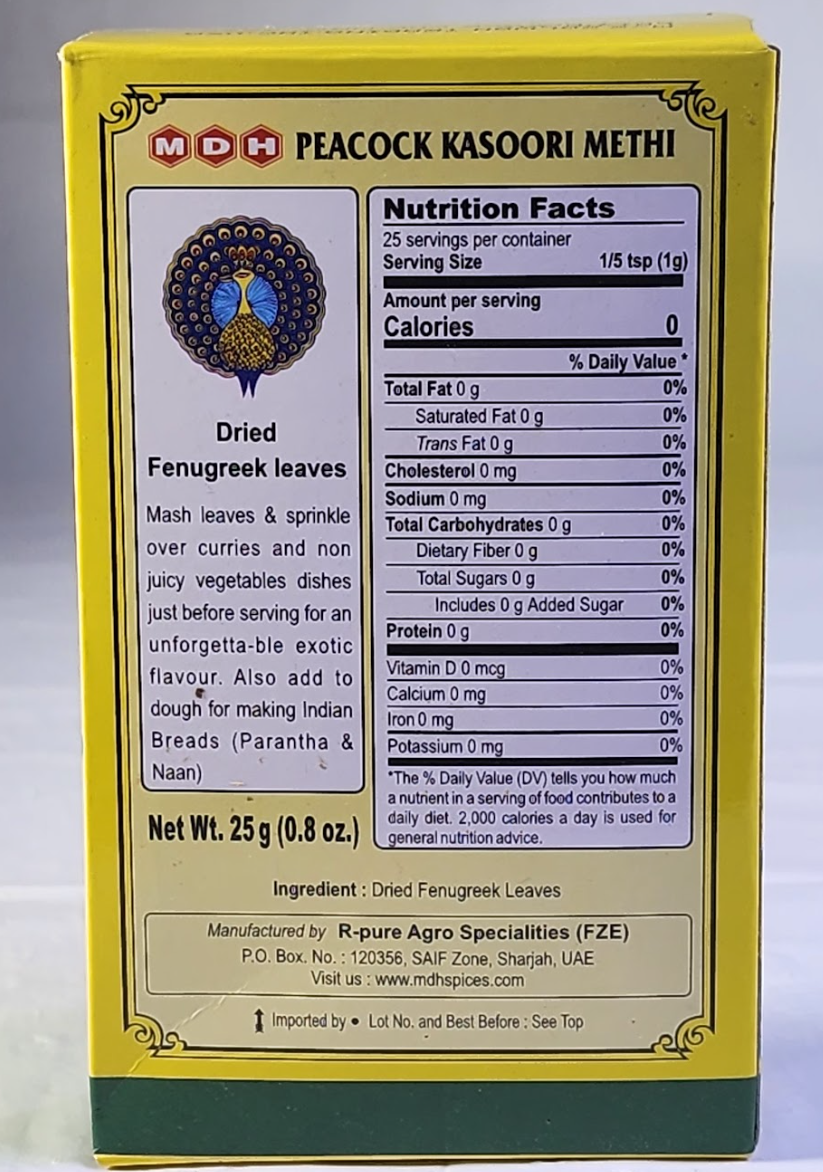 MDH PEACOCK KASOORI METHI
Dried
Fenugreek leaves
Mash leaves & sprinkle
over curries and non
juicy vegetables dishes
just before serving for an
unforgetta-ble exotic
flavour. Also add to
dough for making Indian
Breads (Parantha &
Naan)
Net Wt. 25 g (0.8 oz.)
Nutrition Facts
25 servings per container
Serving Size 1/5 tsp (1g)
Amount per serving
Calories 0
% Daily Value *
Total Fat 0 g 0%
Saturated Fat 0 g 0%
Trans Fat 0 g 0%
Cholesterol 0 mg 0%
Sodium 0 mg 0%
Total Carbohydrates 0 g 0%
Dietary Fiber 0 g 0%
Total Sugars 0 g 0%
Includes 0 g Added Sugar 0%
Protein 0 g 0%
Vitamin D 0 mcg 0%
Calcium 0 mg 0%
Iron 0 mg 0%
Potassium 0 mg 0%
*The % Daily Value (DV) tells you how much
a nutrient in a serving of food contributes to a
daily diet. 2,000 calories a day is used for
general nutrition advice.
Ingredient : Dried Fenugreek Leaves
Manufactured by R-pure Agro Specialities (FZE)
P.O. Box. No. : 120356, SAIF Zone, Sharjah, UAE
Visit us : www.mdhspices.com
Imported by • Lot No. and Best Before : See Top